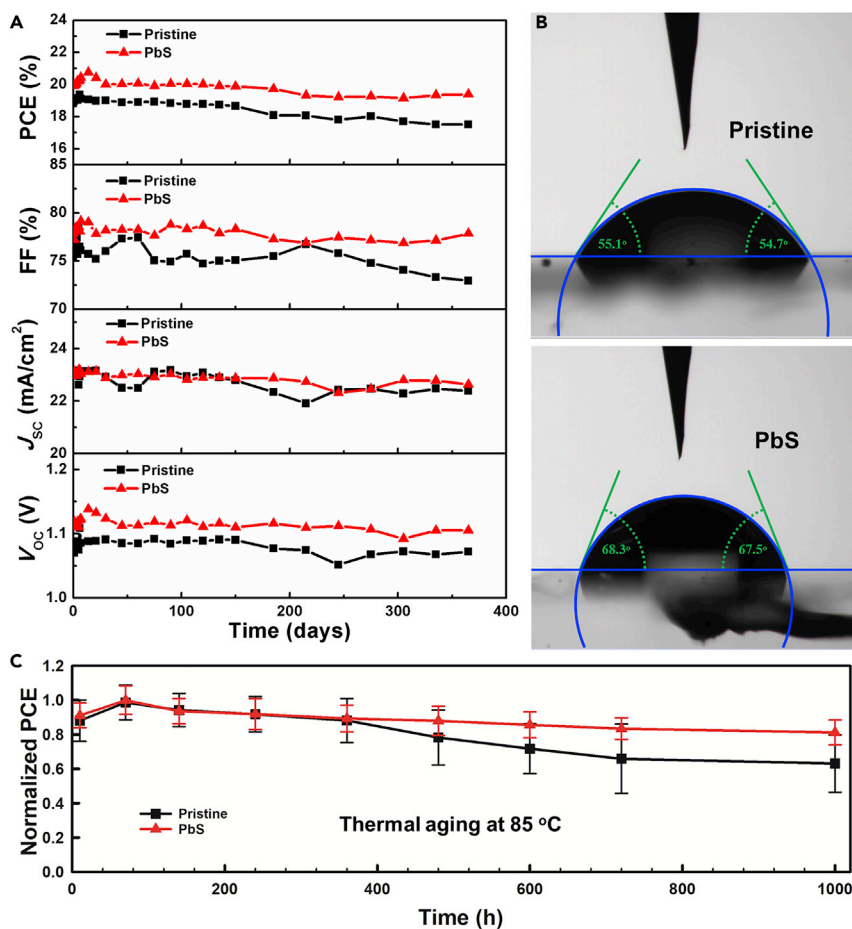 A
Pristine
PbS
PCE (%)
24
22
20
18
16
Pristine
PbS
FF (%)
85
80
75
70
Pristine
PbS
J_SC (mA/cm²)
24
22
20
Pristine
PbS
V_OC (V)
1.2
1.1
1.0
0 100 200 300 400
Time (days)
B
Pristine
55.1° 54.7°
PbS
68.3° 67.5°
C
Normalized PCE
1.2
1.0
0.8
0.6
0.4
0.2
0.0
Pristine
PbS
Thermal aging at 85 °C
0 200 400 600 800 1000
Time (h)